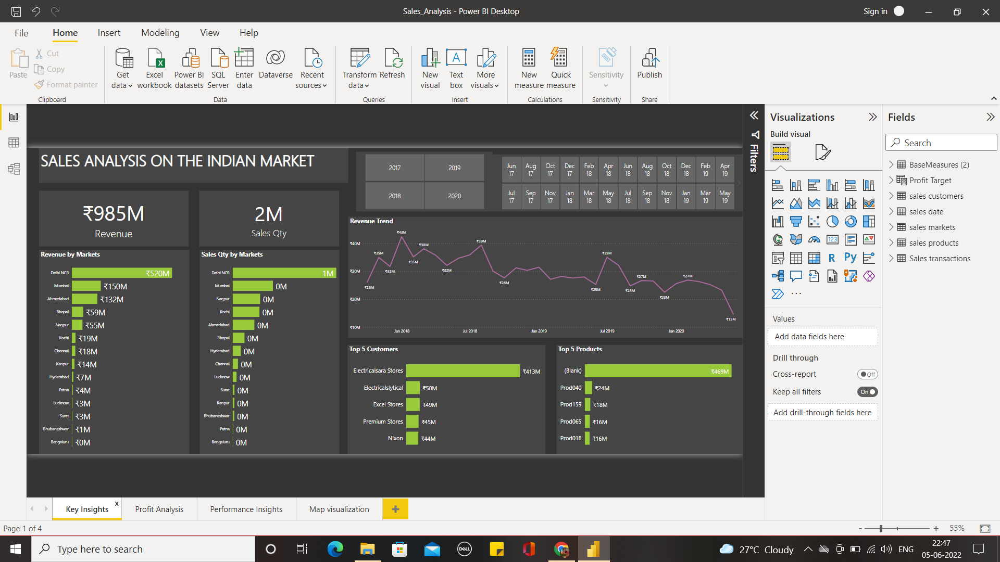 Sales_Analysis - Power BI Desktop
Sign in
File Home Insert Modeling View Help
Paste
Cut
Copy
Format painter
Clipboard
Get data
Excel workbook
Power BI datasets
SQL Server
Enter data
Dataverse
Recent sources
Data
Transform data
Refresh
Queries
New visual
Text box
More visuals
Insert
New measure
Quick measure
Calculations
Sensitivity
Sensitivity
Publish
Share
SALES ANALYSIS ON THE INDIAN MARKET
2017 2019
2018 2020
Jun 17 Aug 17 Oct 17 Dec 17 Feb 18 Apr 18 Jun 18 Aug 18 Oct 18 Dec 18 Feb 19 Apr 19
Jul 17 Sep 17 Nov 17 Jan 18 Mar 18 May 18 Jul 18 Sep 18 Nov 18 Jan 19 Mar 19 May 19
₹985M
Revenue
2M
Sales Qty
Revenue by Markets
Delhi NCR ₹520M
Mumbai ₹150M
Ahmedabad ₹132M
Bhopal ₹59M
Nagpur ₹55M
Kochi ₹19M
Chennai ₹18M
Kanpur ₹14M
Hyderabad ₹7M
Patna ₹4M
Lucknow ₹3M
Surat ₹3M
Bhubaneshwar ₹1M
Bengaluru ₹0M
Sales Qty by Markets
Delhi NCR 1M
Mumbai 0M
Nagpur 0M
Kochi 0M
Ahmedabad 0M
Bhopal 0M
Hyderabad 0M
Chennai 0M
Lucknow 0M
Surat 0M
Kanpur 0M
Bhubaneshwar 0M
Patna 0M
Bengaluru 0M
Revenue Trend
₹40M
₹30M
₹20M
₹10M
₹26M ₹35M ₹32M ₹43M ₹35M ₹38M ₹32M ₹39M ₹28M ₹25M ₹35M ₹25M ₹27M ₹23M ₹27M ₹15M
Jan 2018 Jul 2018 Jan 2019 Jul 2019 Jan 2020
Top 5 Customers
Electricalsara Stores ₹413M
Electricalslytical ₹50M
Excel Stores ₹49M
Premium Stores ₹45M
Nixon ₹44M
Top 5 Products
(Blank) ₹469M
Prod040 ₹24M
Prod159 ₹18M
Prod065 ₹16M
Prod018 ₹16M
Filters
Visualizations
Build visual
R Py
123
Values
Add data fields here
Drill through
Cross-report Off
Keep all filters On
Add drill-through fields here
Fields
Search
BaseMeasures (2)
Profit Target
sales customers
sales date
sales markets
sales products
Sales transactions
Key Insights x
Profit Analysis
Performance Insights
Map visualization
+
Page 1 of 4
- + 55%
Type here to search
DELL
27°C Cloudy
ENG
22:47
05-06-2022